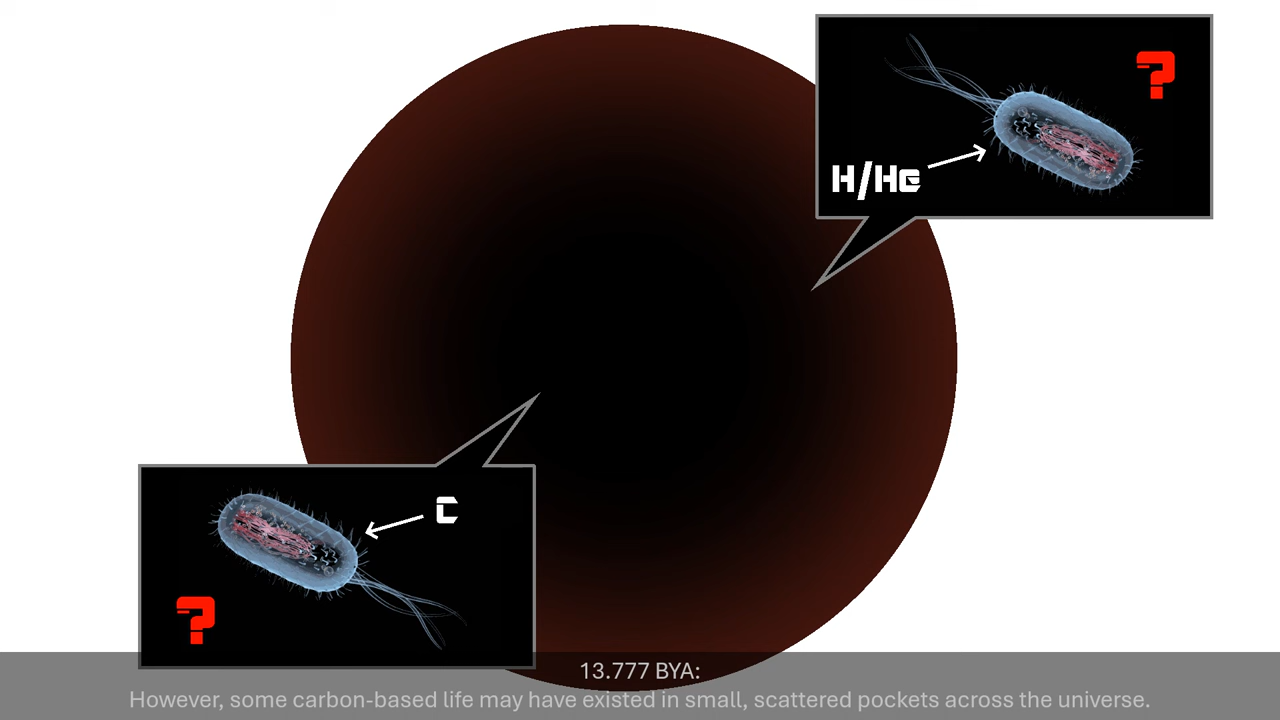 ?
H/He
C
?
13.777 BYA:
However, some carbon-based life may have existed in small, scattered pockets across the universe.